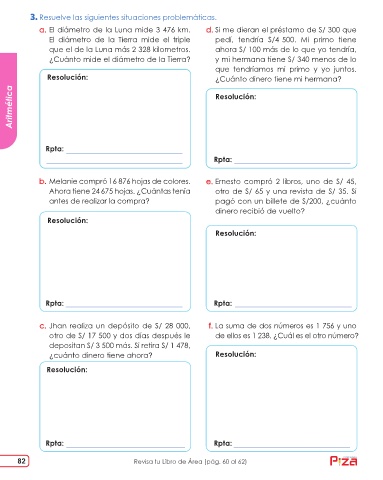 3. Resuelve las siguientes situaciones problemáticas.
a. El diámetro de la Luna mide 3 476 km.
El diámetro de la Tierra mide el triple
que el de la Luna más 2 328 kilometros.
¿Cuánto mide el diámetro de la Tierra?
Resolución:
Rpta:
b. Melanie compró 16 876 hojas de colores.
Ahora tiene 24 675 hojas, ¿Cuántas tenía
antes de realizar la compra?
Resolución:
Rpta:
c. Jhan realiza un depósito de S/ 28 000,
otro de S/ 17 500 y dos días después le
depositan S/ 3 500 más. Si retira S/ 1 478,
¿cuánto dinero tiene ahora?
Resolución:
Rpta:
d. Si me dieran el préstamo de S/ 300 que
pedí, tendría S/4 500. Mi primo tiene
ahora S/ 100 más de lo que yo tendría,
y mi hermana tiene S/ 340 menos de lo
que tendríamos mi primo y yo juntos.
¿Cuánto dinero tiene mi hermana?
Resolución:
Rpta:
e. Ernesto compró 2 libros, uno de S/ 45,
otro de S/ 65 y una revista de S/ 35. Si
pagó con un billete de S/200, ¿cuánto
dinero recibió de vuelto?
Resolución:
Rpta:
f. La suma de dos números es 1 756 y uno
de ellos es 1 238, ¿Cuál es el otro número?
Resolución:
Rpta:
Aritmética
82
Revisa tu Libro de Área (pág. 60 al 62)